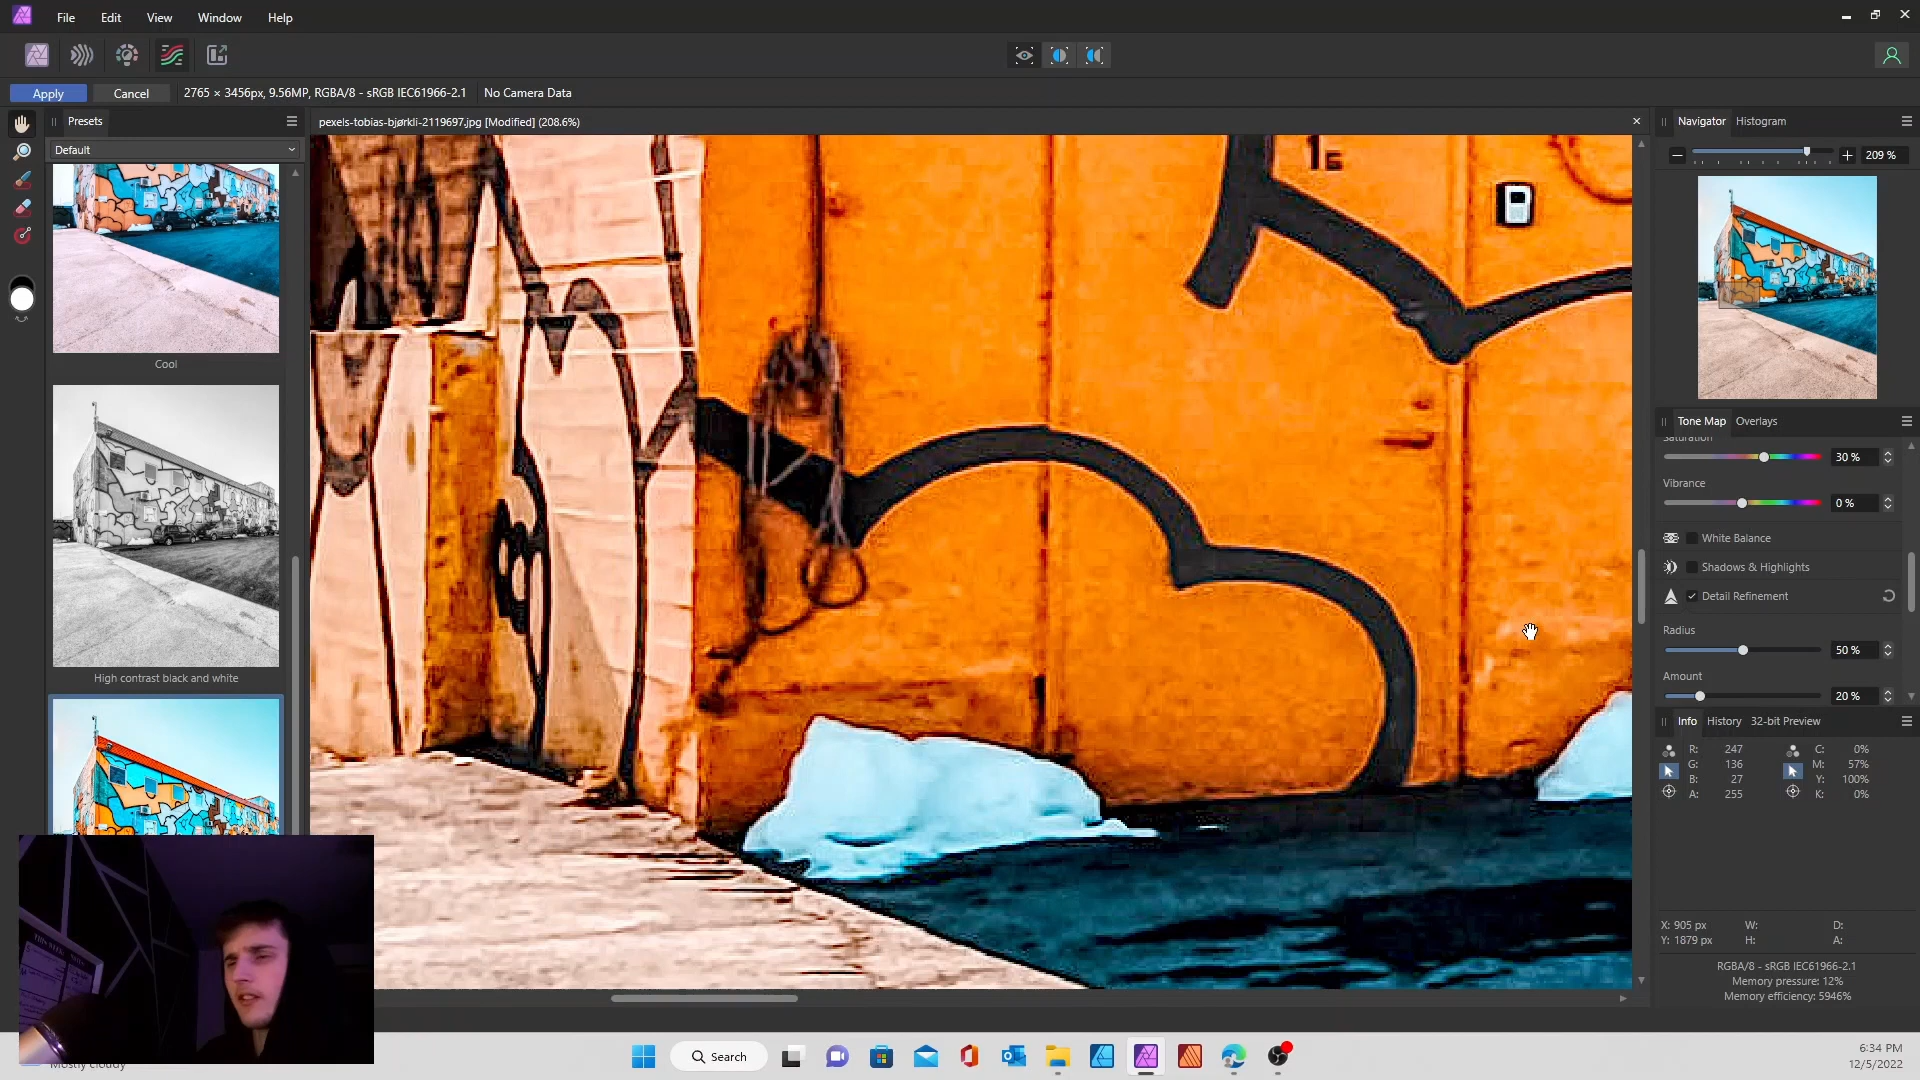 File Edit View Window Help
Apply Cancel 2765 × 3456px, 9.56MP, RGBA/8 - sRGB IEC61966-2.1 No Camera Data
Presets
pexels-tobias-bjørkli-2119697.jpg [Modified] (208.6%)
Navigator Histogram
Default
209 %
Cool
High contrast black and white
Tone Map Overlays
Saturation
30 %
Vibrance
0 %
White Balance
Shadows & Highlights
Detail Refinement
Radius
50 %
Amount
20 %
Info History 32-bit Preview
R: 247 C: 0%
G: 136 M: 57%
B: 27 Y: 100%
A: 255 K: 0%
X: 905 px W: D:
Y: 1879 px H: A:
RGBA/8 - sRGB IEC61966-2.1
Memory pressure: 12%
Memory efficiency: 5946%
Mostly cloudy
Search
6:34 PM
12/5/2022